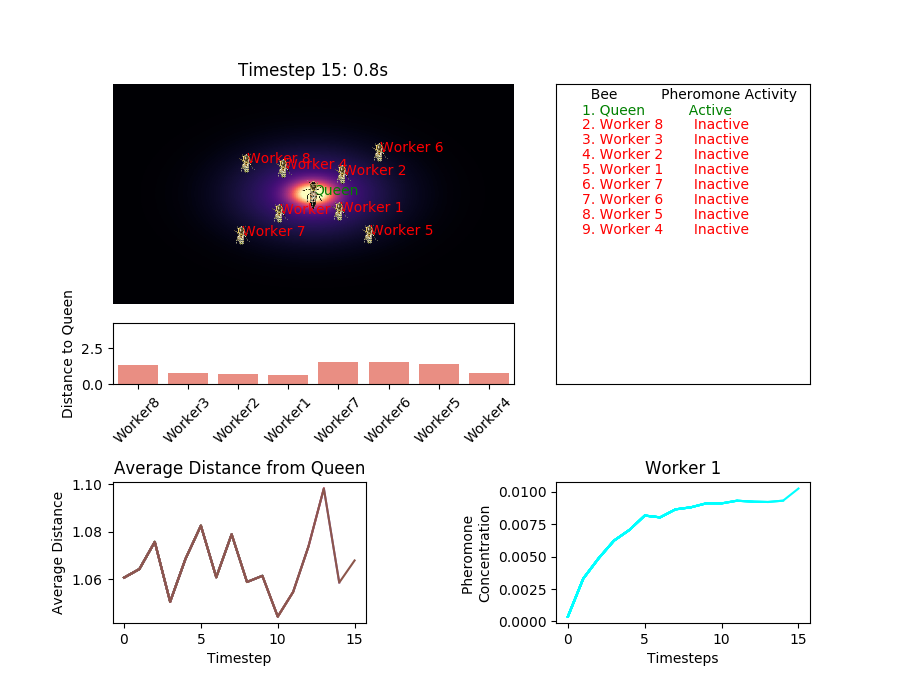 Timestep 15: 0.8s
Worker 6
Worker 8
Worker 4
Worker 2
Queen
Worker
Worker 1
Worker 7
Worker 5
Bee Pheromone Activity
1. Queen Active
2. Worker 8 Inactive
3. Worker 3 Inactive
4. Worker 2 Inactive
5. Worker 1 Inactive
6. Worker 7 Inactive
7. Worker 6 Inactive
8. Worker 5 Inactive
9. Worker 4 Inactive
Distance to Queen
2.5
0.0
Worker8 Worker3 Worker2 Worker1 Worker7 Worker6 Worker5 Worker4
Average Distance from Queen
Average Distance
1.10
1.08
1.06
0 5 10 15
Timestep
Worker 1
Pheromone
Concentration
0.0100
0.0075
0.0050
0.0025
0.0000
0 5 10 15
Timesteps